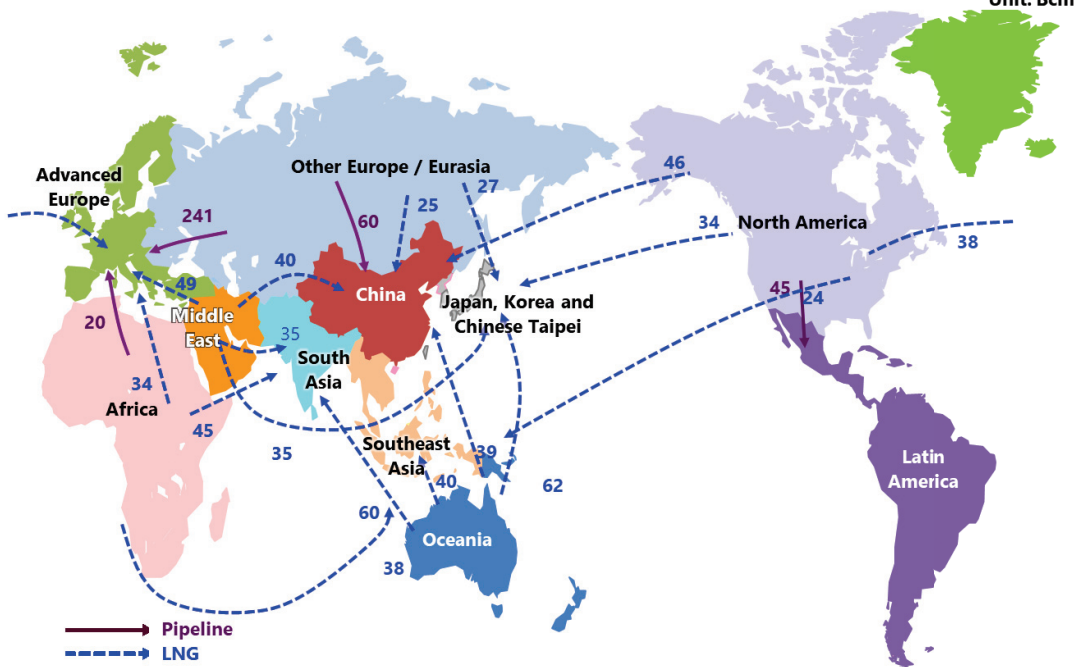 Unit: Bcm
Advanced
Europe
Other Europe / Eurasia
46
27
25
241
60
34
North America
38
40
49
China
Japan, Korea and
Chinese Taipei
45
24
Middle
East
20
35
South
Asia
34
Africa
45
35
Southeast
Asia
39
40
62
Latin
America
60
Oceania
38
Pipeline
LNG